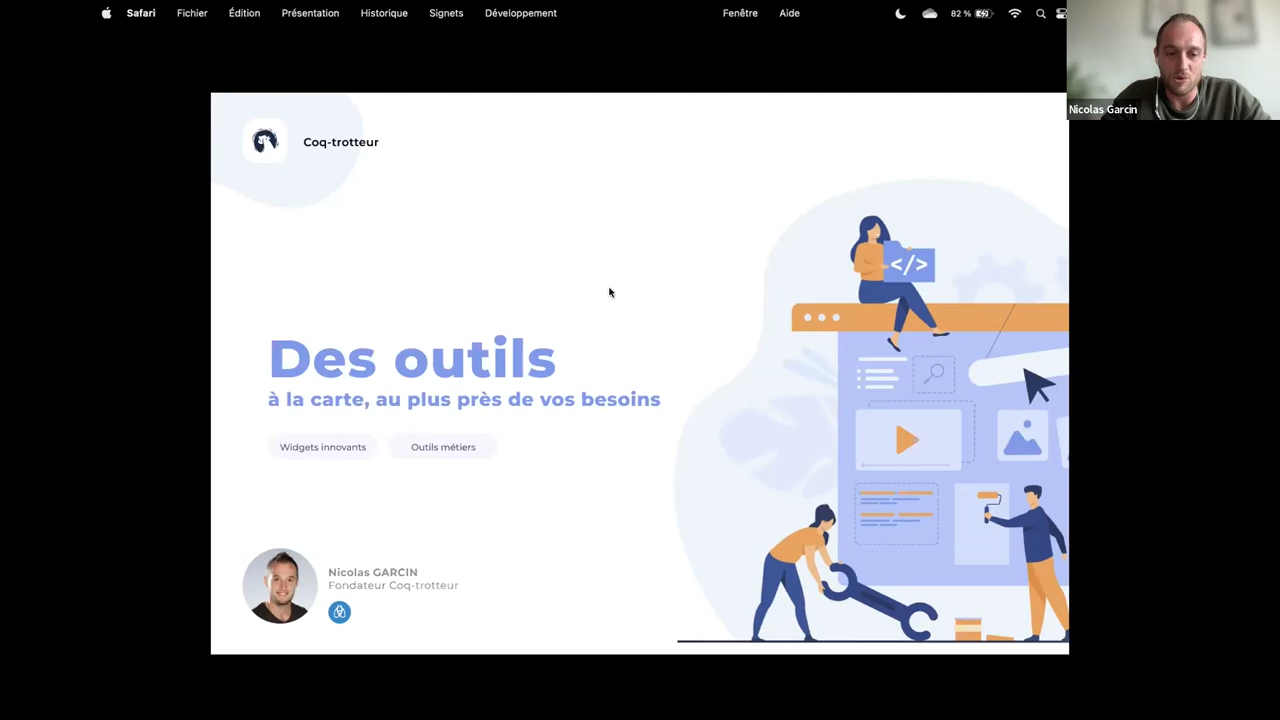 Safari Fichier Édition Présentation Historique Signets Développement Fenêtre Aide 82 %
Nicolas Garcin
Coq-trotteur
</>
Des outils
à la carte, au plus près de vos besoins
Widgets innovants Outils métiers
Nicolas GARCIN
Fondateur Coq-trotteur